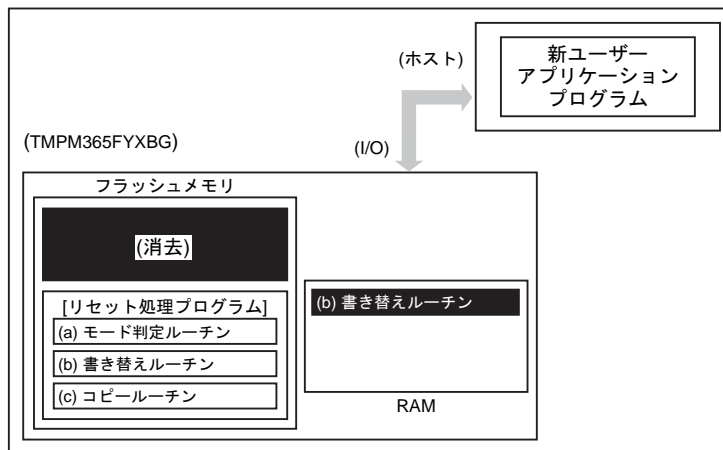 (ホスト)
新ユーザー
アプリケーション
プログラム
(TMPM365FYXBG)
(I/O)
フラッシュメモリ
(消去)
[リセット処理プログラム]
(a) モード判定ルーチン
(b) 書き替えルーチン
(c) コピールーチン
(b) 書き替えルーチン
RAM